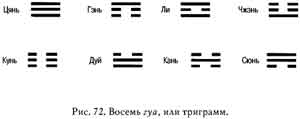 Цянь Гэнь Ли Чжэнь
Кунь Дуй Кань Сюнь
Рис. 72. Восемь гуа, или триграмм.